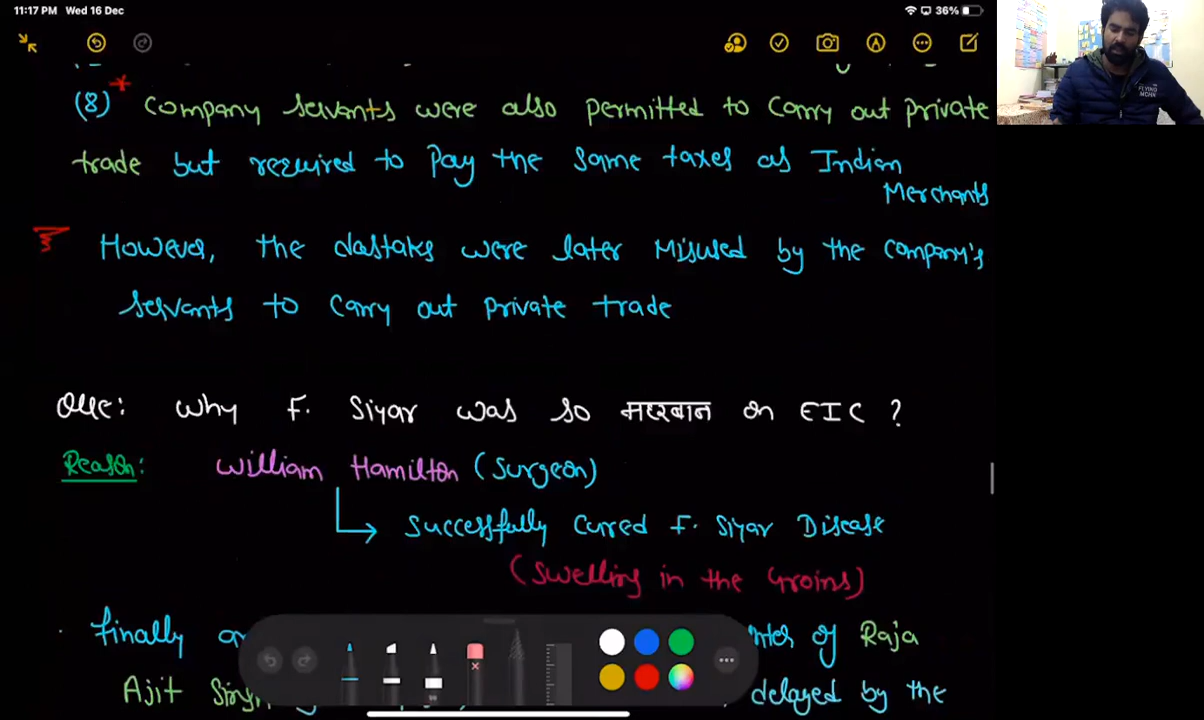 11:17 PM Wed 16 Dec
36%
(8)* Company servants were also permitted to carry out private
trade but required to Pay the same taxes as Indian
Merchants
However, the dastaks were later Misused by the company's
servants to carry out private trade
FLYING
Que: Why F. Siyar was so मेहरबान on EIC ?
Reason: William Hamilton (Surgeon)
Successfully Curred F. Siyar Disease
(Swelling in the Groins)
finally of Raja
Ajit delayed by the